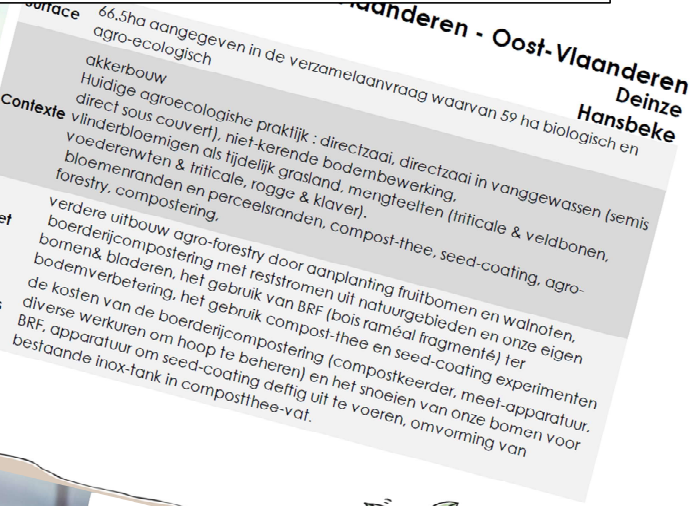 Vlaanderen - Oost-Vlaanderen
Deinze
Hansbeke
Surface
66.5ha aangegeven in de verzamelaanvraag waarvan 59 ha biologisch en
agro-ecologisch
Contexte
akkerbouw
Huidige agroecologishe praktijk : directzaai, directzaai in vanggewassen (semis
direct sous couvert), niet-kerende bodembewerking,
vlinderbloemigen als tijdelijk grasland, mengteelten (triticale & veldbonen,
voedererwten & triticale, rogge & klaver).
bloemenranden en perceelsranden, compost-thee, seed-coating, agro-
forestry, compostering,
et
verdere uitbouw agro-forestry door aanplanting fruitbomen en walnoten,
boerderijcompostering met reststromen uit natuurgebieden en onze eigen
bomen& bladeren, het gebruik van BRF (bois raméal fragmenté) ter
bodemverbetering, het gebruik compost-thee en seed-coating experimenten
s
de kosten van de boerderijcompostering (compostkeerder, meet-apparatuur,
diverse werkuren om hoop te beheren) en het snoeien van onze bomen voor
BRF, apparatuur om seed-coating deftig uit te voeren, omvorming van
bestaande inox-tank in compostthee-vat.